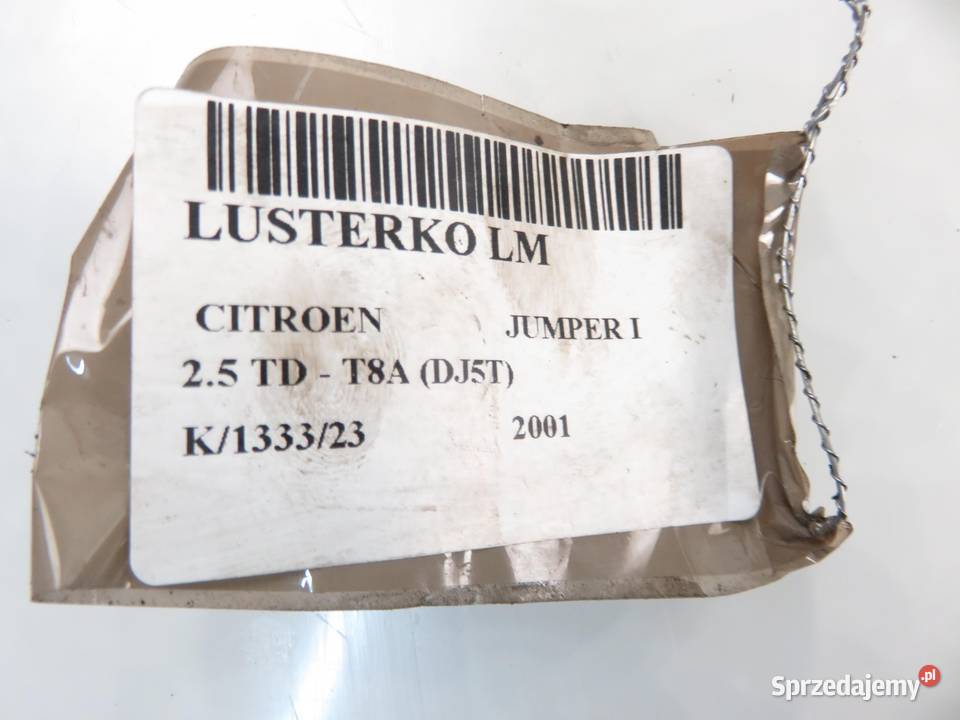 LUSTERKO LM
CITROEN JUMPER I
2.5 TD - T8A (DJ5T)
K/1333/23 2001
Sprzedajemy.pl